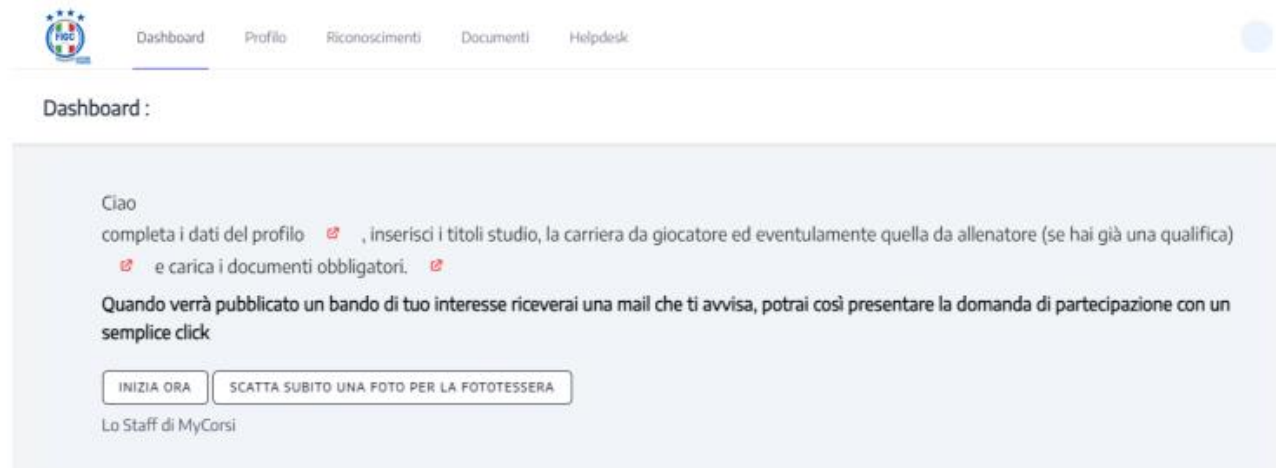 FIGC
Dashboard Profilo Riconoscimenti Documenti Helpdesk
Dashboard :
Ciao
completa i dati del profilo , inserisci i titoli studio, la carriera da giocatore ed eventulamente quella da allenatore (se hai già una qualifica)
e carica i documenti obbligatori.
Quando verrà pubblicato un bando di tuo interesse riceverai una mail che ti avvisa, potrai così presentare la domanda di partecipazione con un
semplice click
INIZIA ORA SCATTA SUBITO UNA FOTO PER LA FOTOTESSERA
Lo Staff di MyCorsi